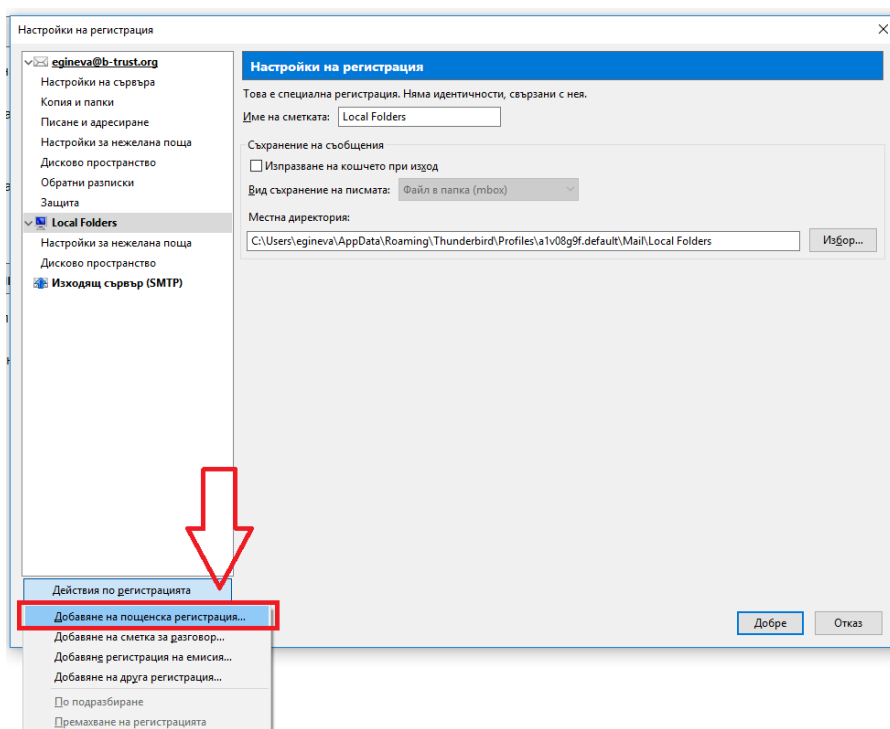 Настройки на регистрация
egineva@b-trust.org
Настройки на сървъра
Копия и папки
Писане и адресиране
Настройки за нежелана поща
Дисково пространство
Обратни разписки
Защита
Local Folders
Настройки за нежелана поща
Дисково пространство
Изходящ сървър (SMTP)
Настройки на регистрация
Това е специална регистрация. Няма идентичности, свързани с нея.
Име на сметката: Local Folders
Съхранение на съобщения
Изпразване на кошчето при изход
Вид съхранение на писмата: Файл в папка (mbox)
Местна директория:
C:\Users\egineva\AppData\Roaming\Thunderbird\Profiles\a1v08g9f.default\Mail\Local Folders Избор...
Действия по регистрацията
Добавяне на пощенска регистрация...
Добавяне на сметка за разговор...
Добавяне регистрация на емисия...
Добавяне на друга регистрация...
По подразбиране
Премахване на регистрацията
Добре Отказ